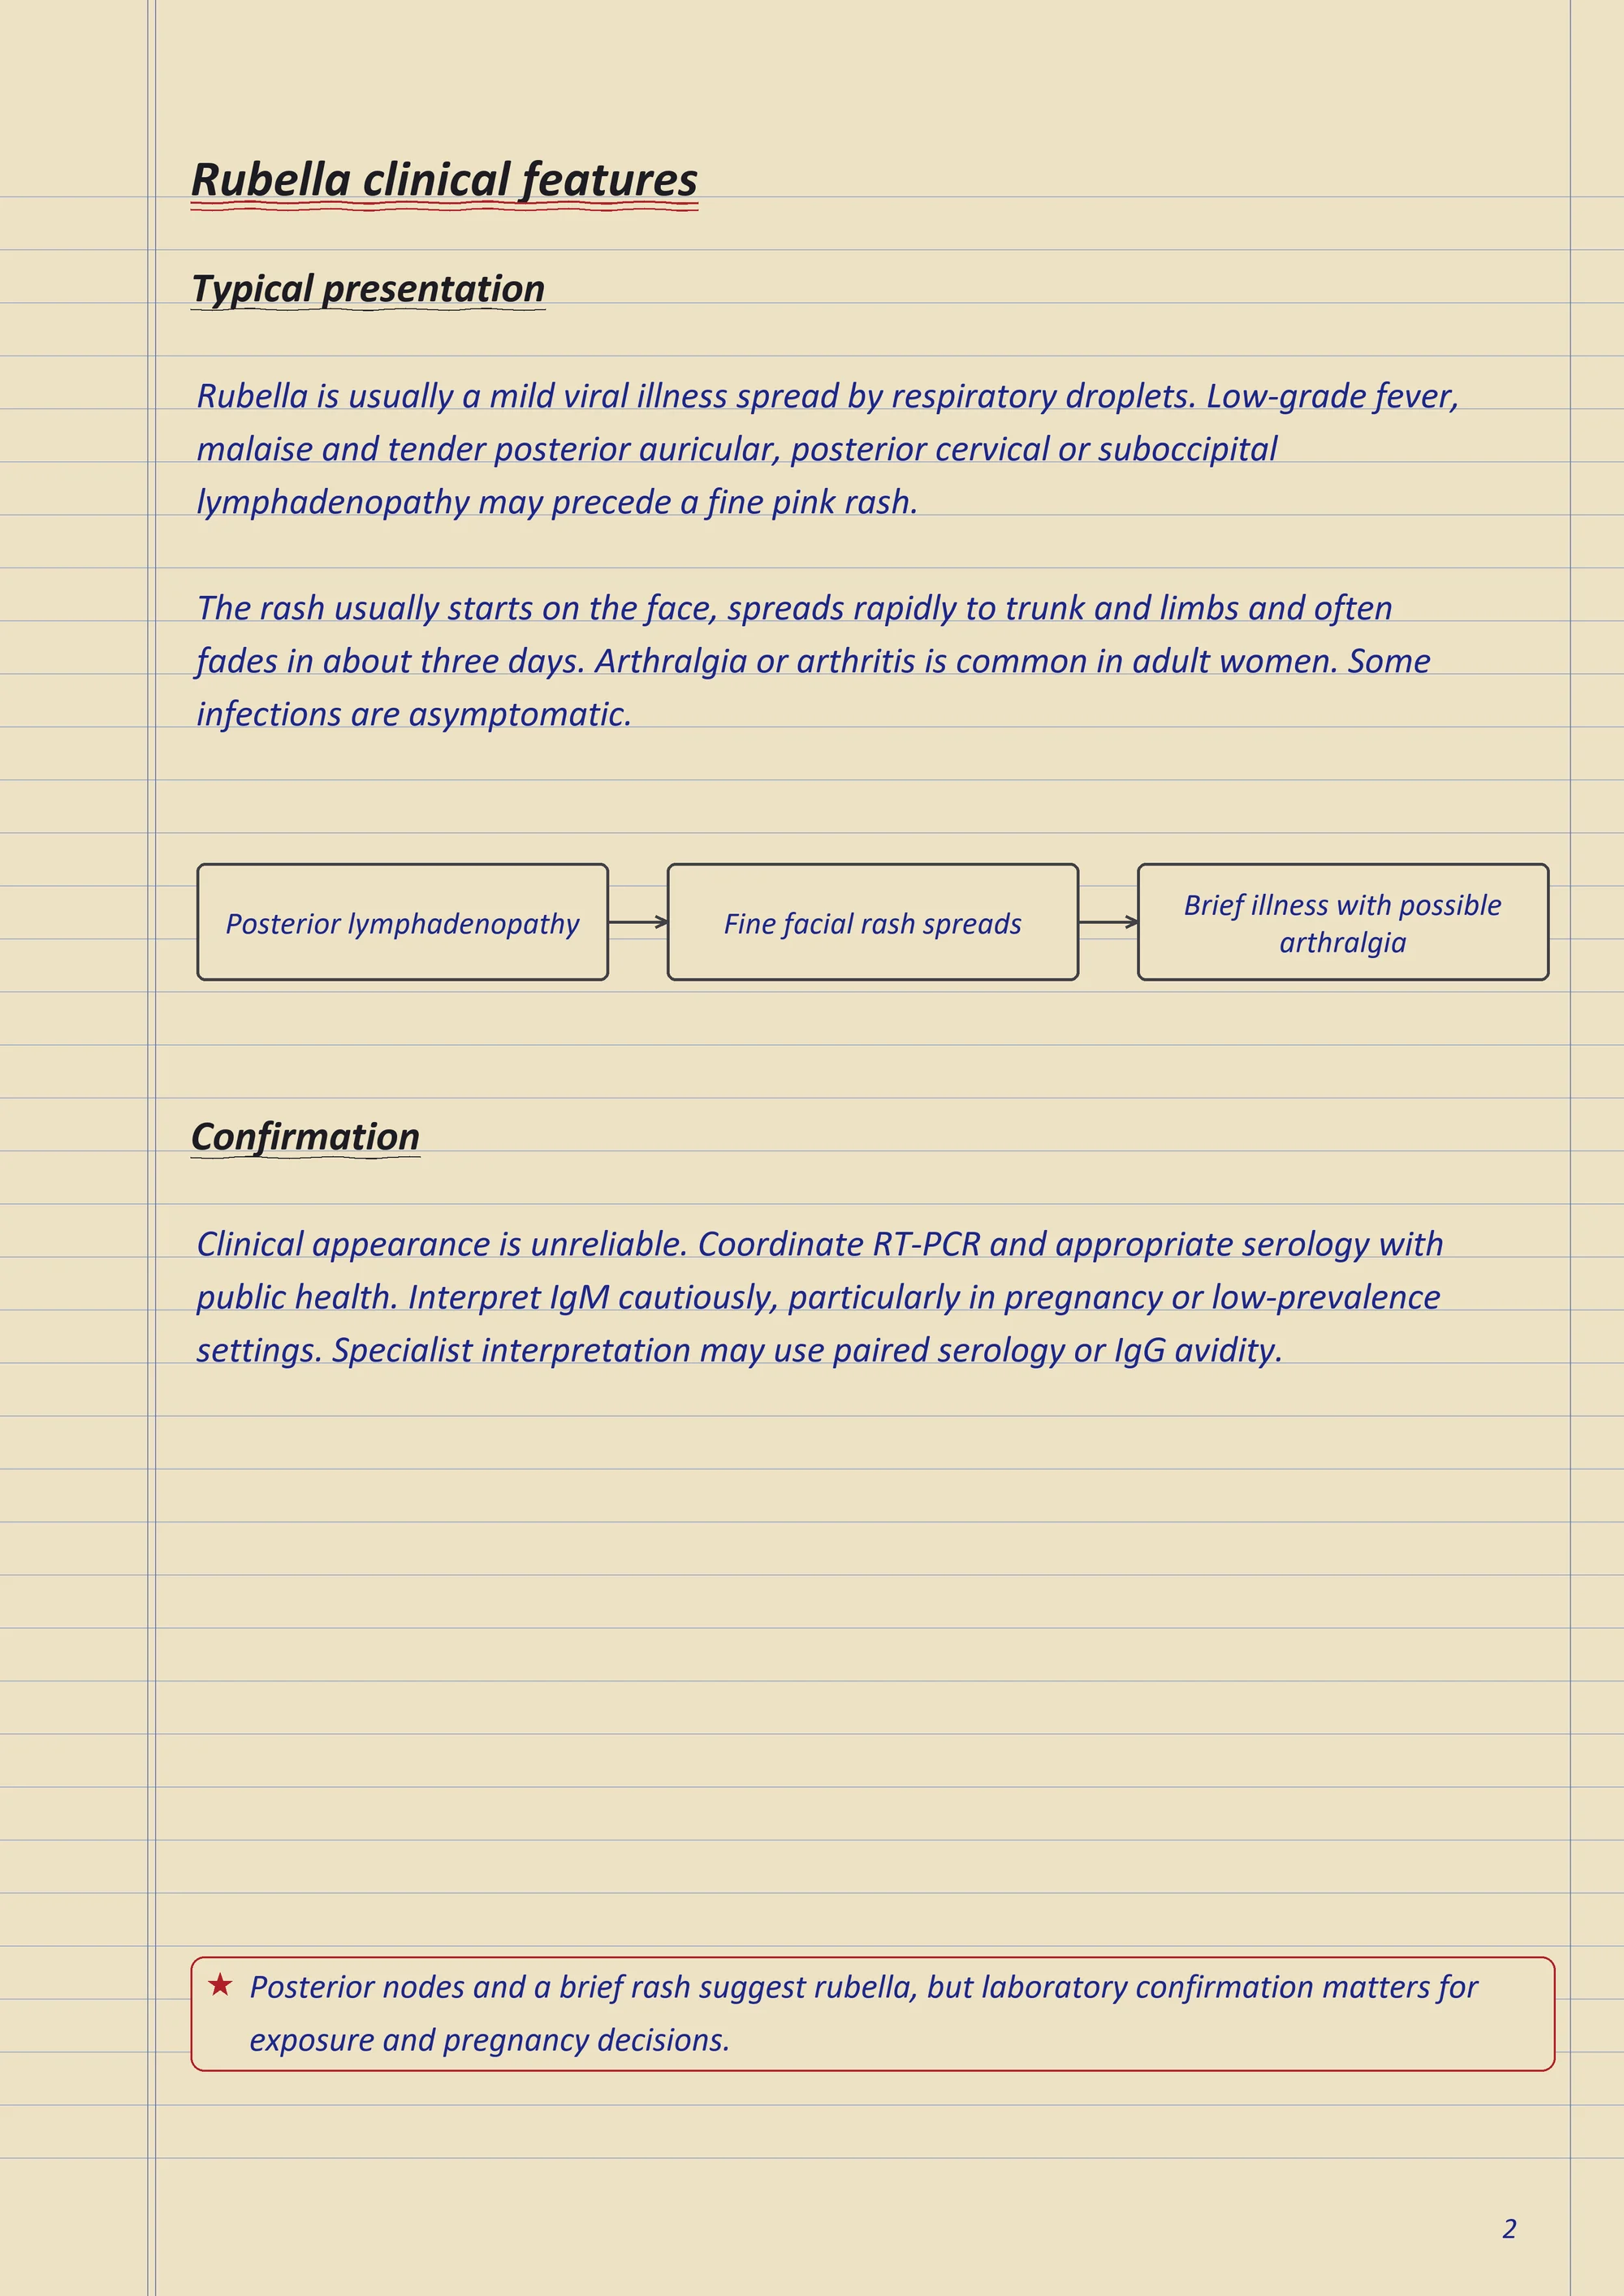 Rubella clinical features
Typical presentation
Rubella is usually a mild viral illness spread by respiratory droplets. Low-grade fever,
malaise and tender posterior auricular, posterior cervical or suboccipital
lymphadenopathy may precede a fine pink rash.
The rash usually starts on the face, spreads rapidly to trunk and limbs and often
fades in about three days. Arthralgia or arthritis is common in adult women. Some
infections are asymptomatic.
Posterior lymphadenopathy
Fine facial rash spreads
Brief illness with possible
arthralgia
Confirmation
Clinical appearance is unreliable. Coordinate RT-PCR and appropriate serology with
public health. Interpret IgM cautiously, particularly in pregnancy or low-prevalence
settings. Specialist interpretation may use paired serology or IgG avidity.
★ Posterior nodes and a brief rash suggest rubella, but laboratory confirmation matters for
exposure and pregnancy decisions.
2